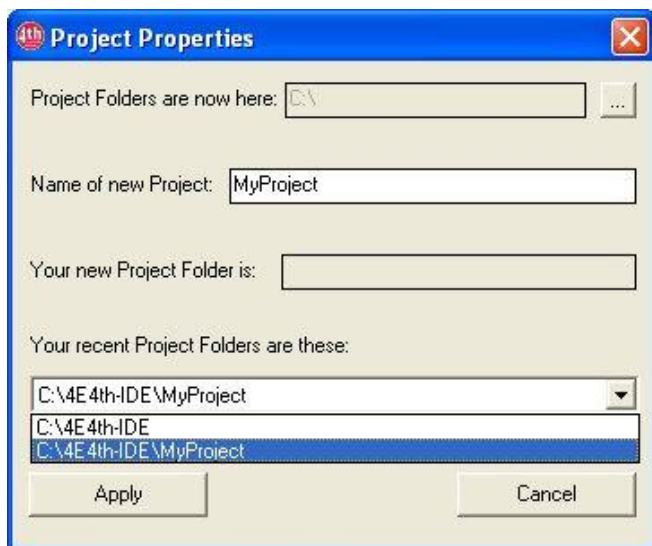 4th Project Properties
Project Folders are now here: C:\ ...
Name of new Project: MyProject
Your new Project Folder is:
Your recent Project Folders are these:
C:\4E4th-IDE\MyProject
C:\4E4th-IDE
C:\4E4th-IDE\MyProject
Apply Cancel